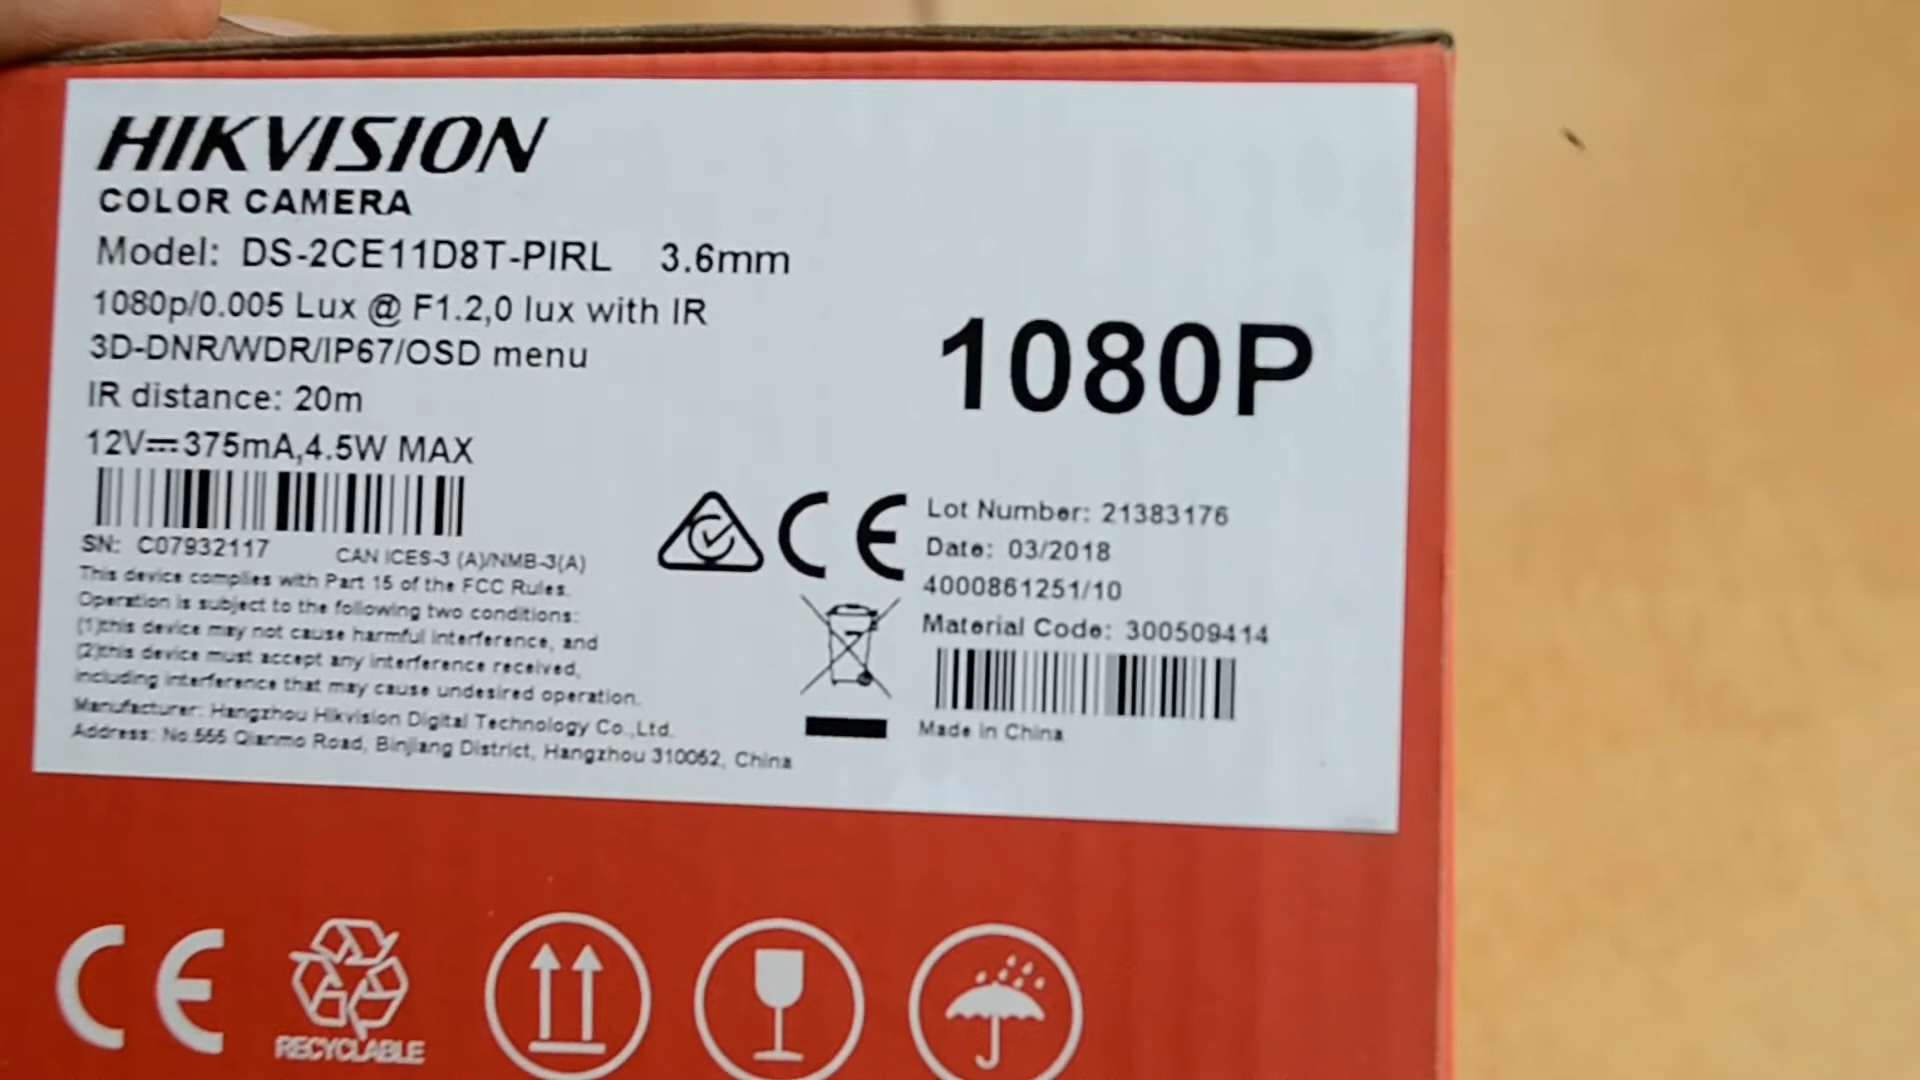 HIKVISION
COLOR CAMERA
Model: DS-2CE11D8T-PIRL 3.6mm
1080p/0.005 Lux @ F1.2,0 lux with IR
3D-DNR/WDR/IP67/OSD menu
IR distance: 20m
12V⎓375mA,4.5W MAX
SN: C07932117 CAN ICES-3 (A)/NMB-3(A)
This device complies with Part 15 of the FCC Rules.
Operation is subject to the following two conditions:
(1)this device may not cause harmful interference, and
(2)this device must accept any interference received,
including interference that may cause undesired operation.
Manufacturer: Hangzhou Hikvision Digital Technology Co.,Ltd.
Address: No.555 Qianmo Road, Binjiang District, Hangzhou 310052, China
1080P
CE
Lot Number: 21383176
Date: 03/2018
4000861251/10
Material Code: 300509414
Made in China
CE
RECYCLABLE